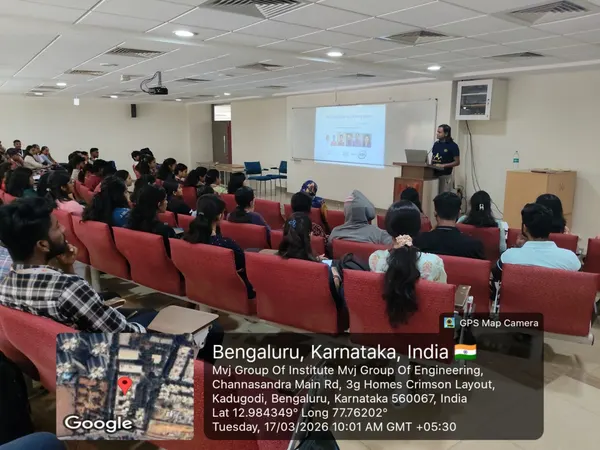 GPS Map Camera
Bengaluru, Karnataka, India
Mvj Group Of Institute Mvj Group Of Engineering,
Channasandra Main Rd, 3g Homes Crimson Layout,
Kadugodi, Bengaluru, Karnataka 560067, India
Lat 12.984349° Long 77.76202°
Tuesday, 17/03/2026 10:01 AM GMT +05:30
Google